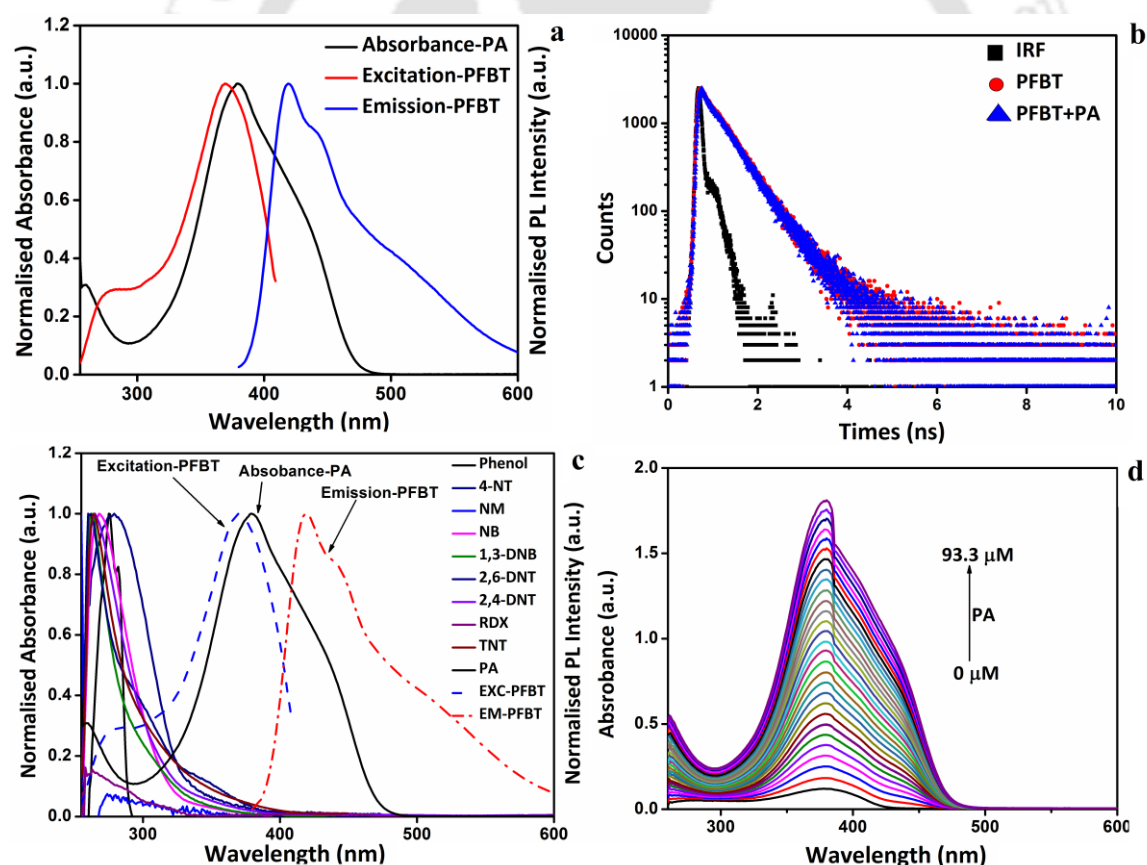 a
Normalised Absorbance (a.u.)
1.2
1.0
0.8
0.6
0.4
0.2
0.0
Absorbance-PA
Excitation-PFBT
Emission-PFBT
300 400 500 600
Wavelength (nm)
Normalised PL Intensity (a.u.)
b
Counts
10000
1000
100
10
1
IRF
PFBT
PFBT+PA
0 2 4 6 8 10
Times (ns)
c
Normalised Absorbance (a.u.)
1.2
1.0
0.8
0.6
0.4
0.2
0.0
Excitation-PFBT
Absobance-PA
Emission-PFBT
Phenol
4-NT
NM
NB
1,3-DNB
2,6-DNT
2,4-DNT
RDX
TNT
PA
EXC-PFBT
EM-PFBT
300 400 500 600
Wavelength (nm)
Normalised PL Intensity (a.u.)
d
Absrobance (a.u.)
2.0
1.5
1.0
0.5
0.0
93.3 μM
PA
0 μM
300 400 500 600
Wavelength (nm)